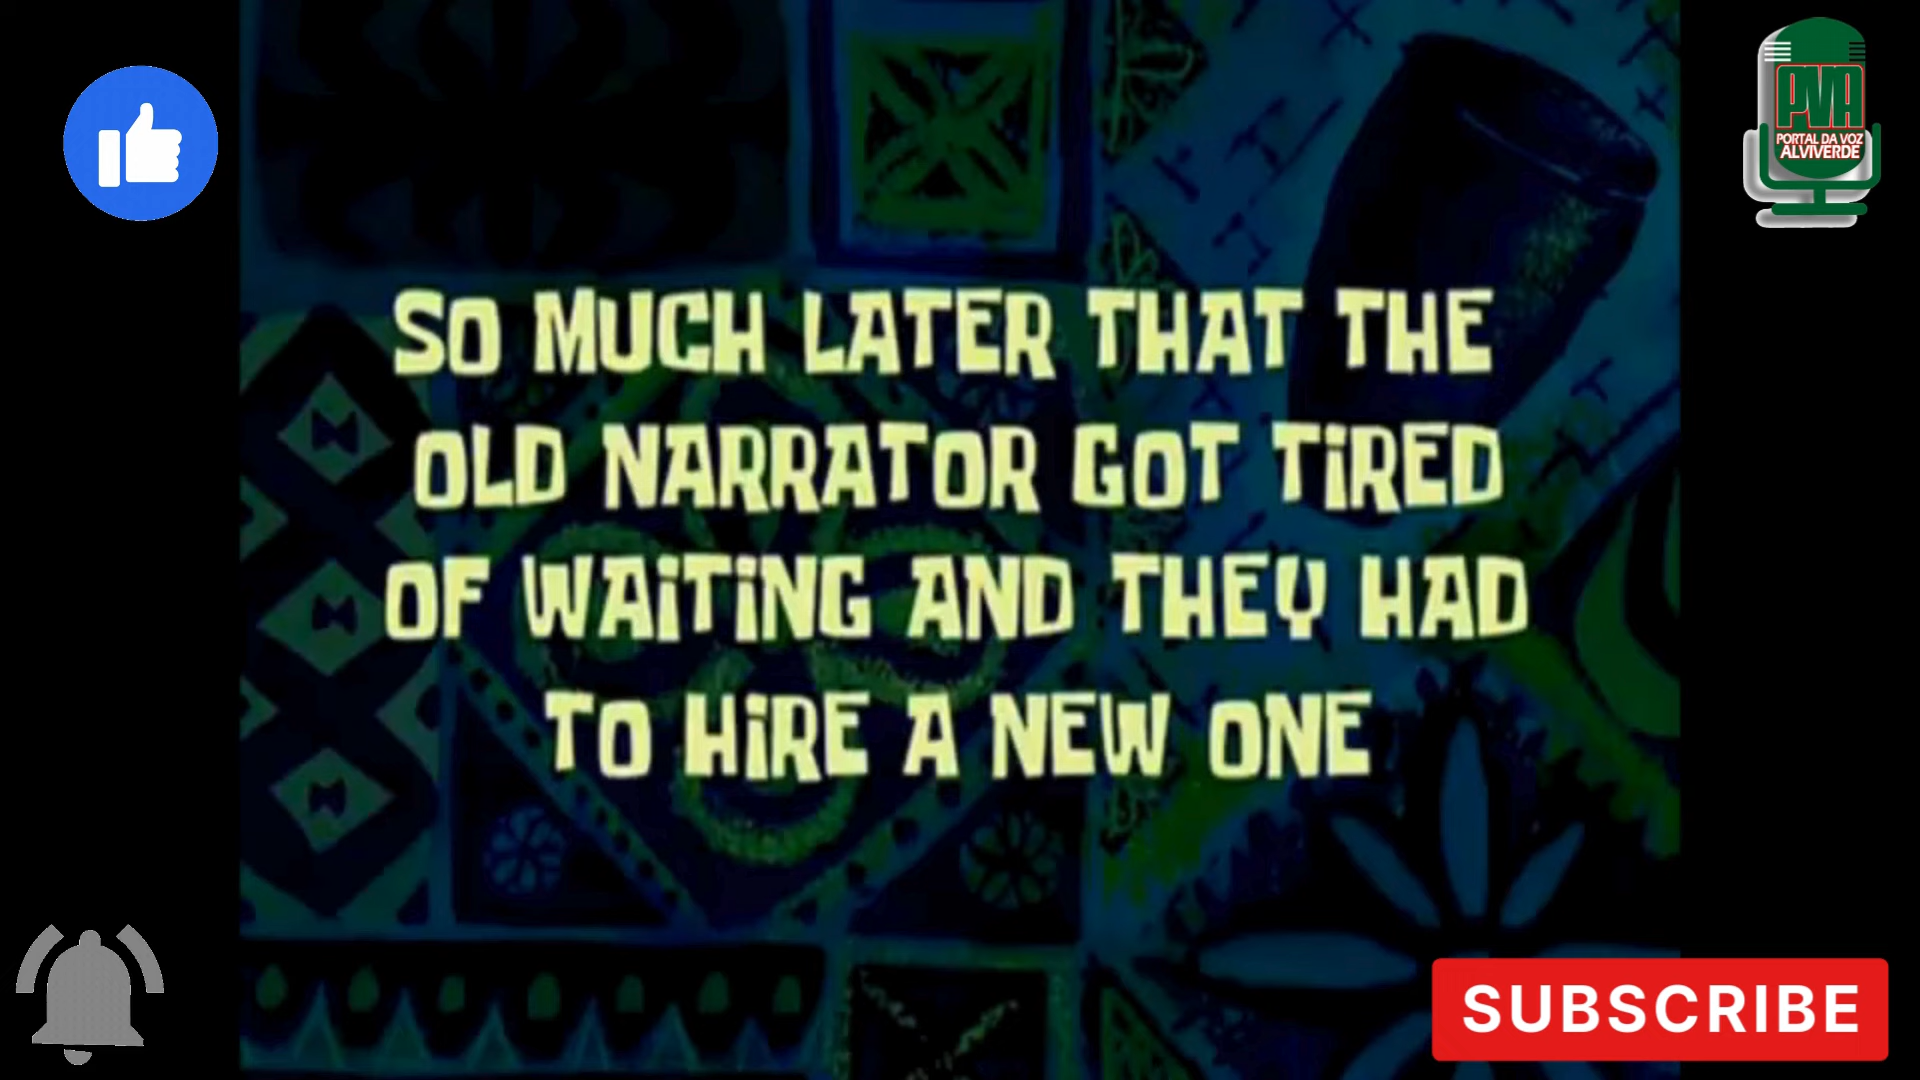 PVA
PORTAL DA VOZ
ALVIVERDE
SO MUCH LATER THAT THE
OLD NARRATOR GOT TiRED
OF WAiTiNG AND THEY HAD
TO HiRE A NEW ONE
SUBSCRIBE